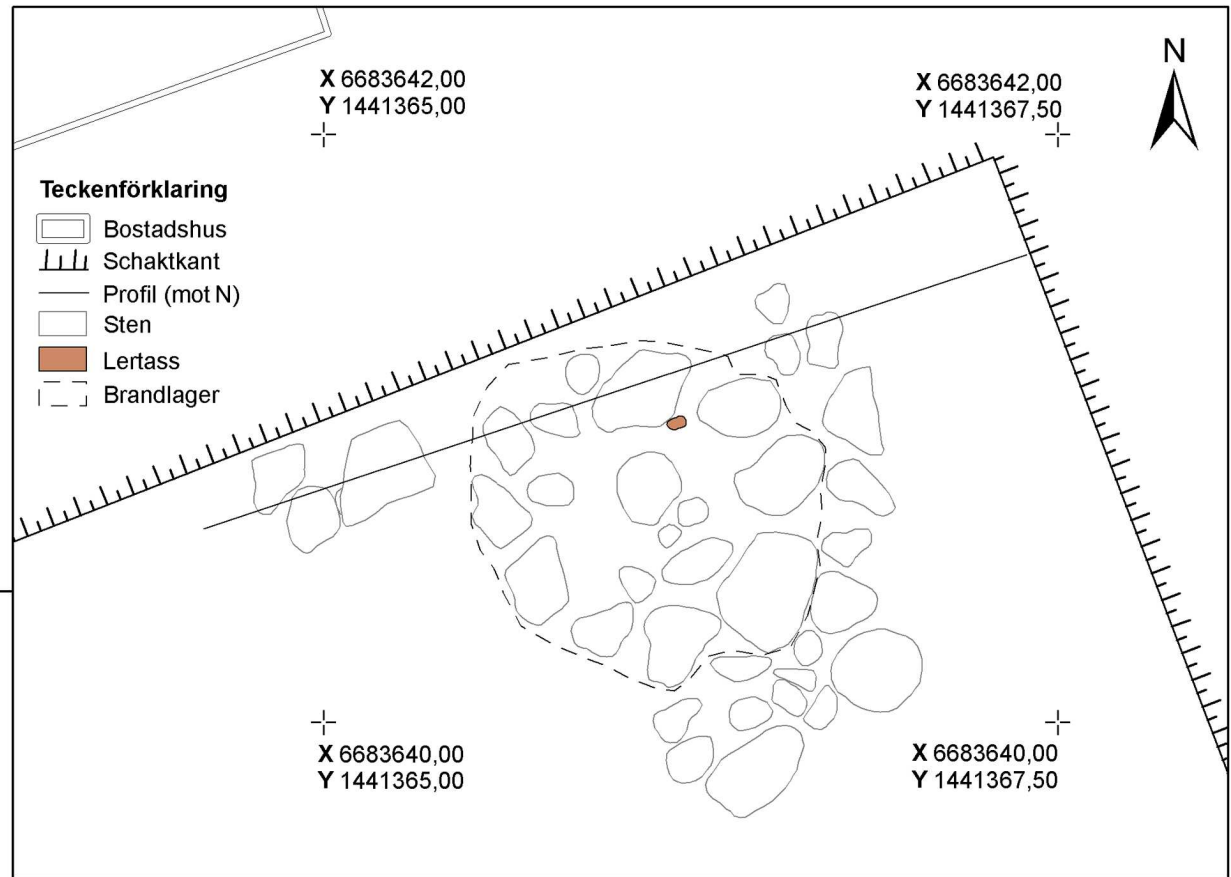 X 6683642,00
Y 1441365,00
X 6683642,00
Y 1441367,50
N
Teckenförklaring
Bostadshus
Schaktkant
Profil (mot N)
Sten
Lertass
Brandlager
X 6683640,00
Y 1441365,00
X 6683640,00
Y 1441367,50